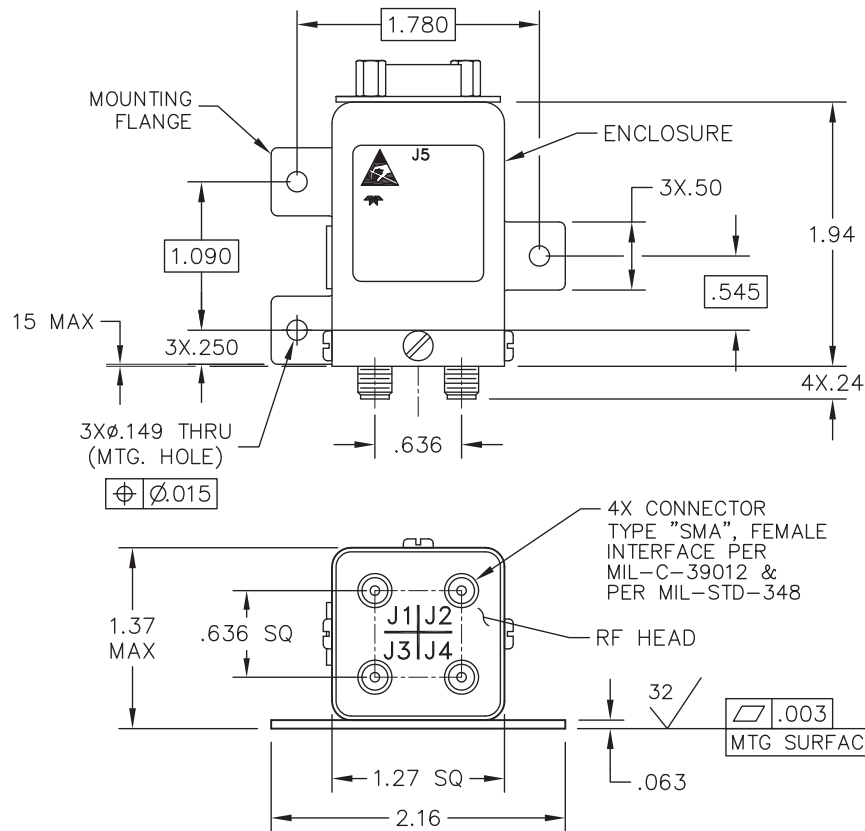 1.780
MOUNTING
FLANGE
J5
ENCLOSURE
3X.50
1.94
1.090
.545
15 MAX
3X.250
4X.24
3XØ.149 THRU
(MTG. HOLE)
.636
Ø.015
4X CONNECTOR
TYPE "SMA", FEMALE
INTERFACE PER
MIL-C-39012 &
PER MIL-STD-348
1.37
MAX
.636 SQ
J1 J2
J3 J4
RF HEAD
32
.003
MTG SURFAC
1.27 SQ
.063
2.16